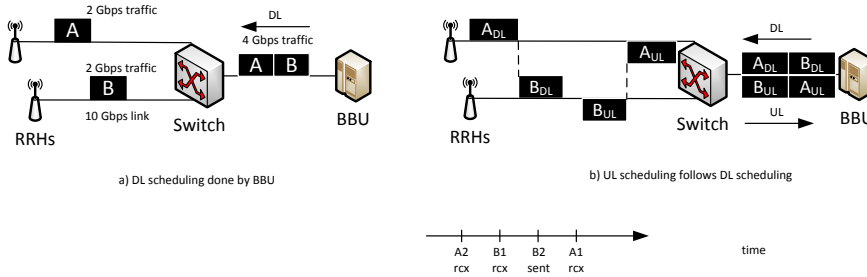 2 Gbps traffic
A
DL
4 Gbps traffic
A B
2 Gbps traffic
B
10 Gbps link
RRHs
Switch
BBU
a) DL scheduling done by BBU
A_DL
A_UL
B_DL
B_UL
DL
A_DL B_DL
B_UL A_UL
UL
RRHs
Switch
BBU
b) UL scheduling follows DL scheduling
A2 B1 B2 A1
rcx rcx sent rcx
time